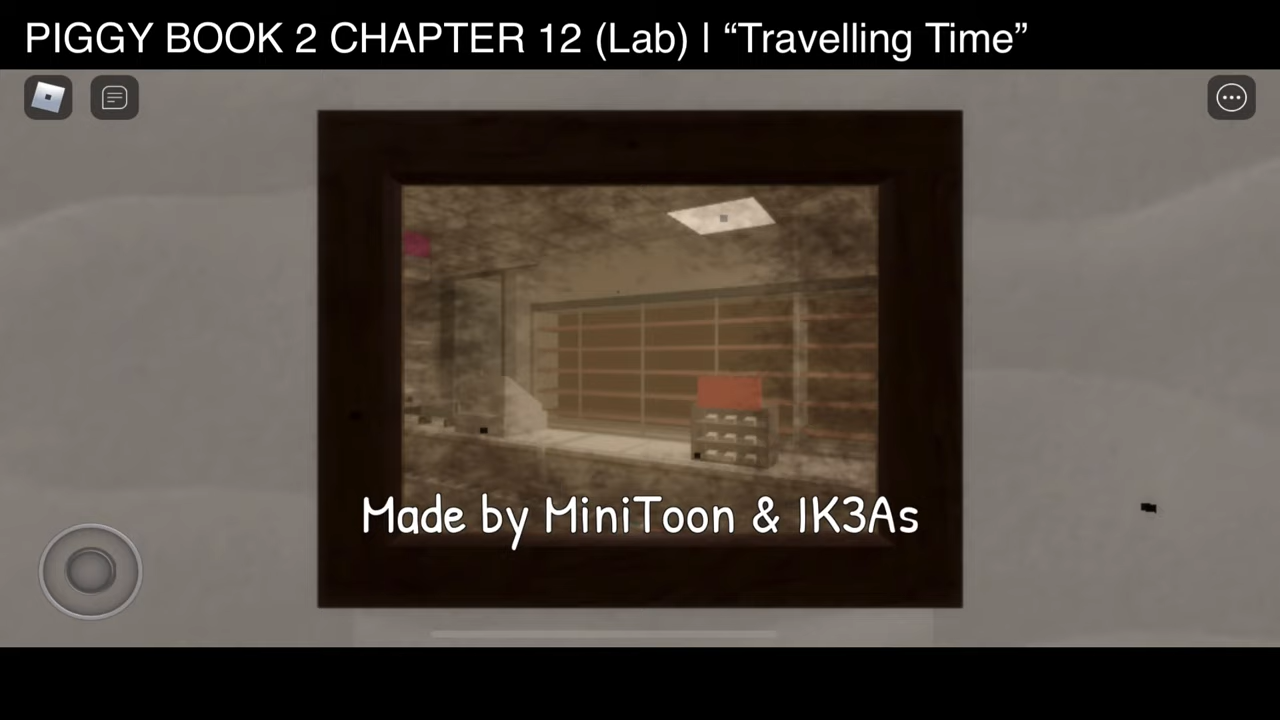 PIGGY BOOK 2 CHAPTER 12 (Lab) | “Travelling Time”
Made by MiniToon & IK3As